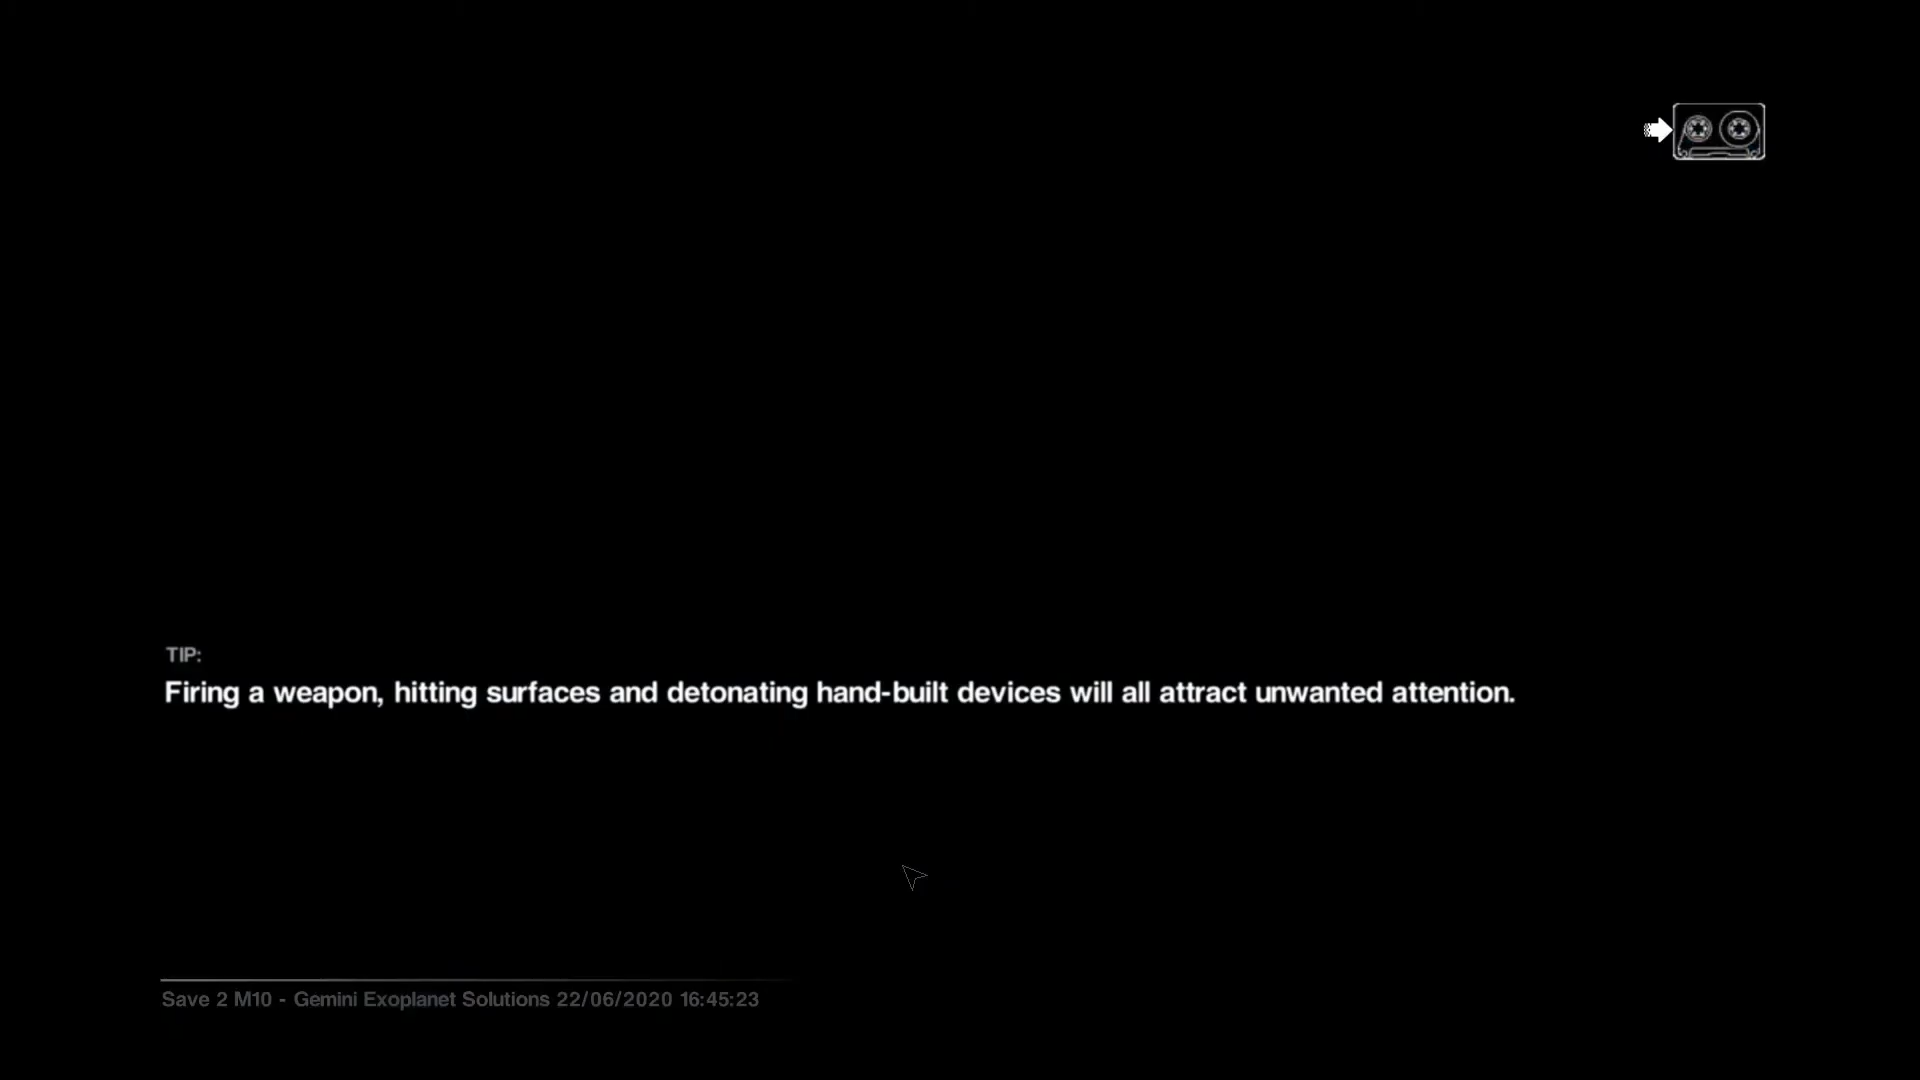 TIP:
Firing a weapon, hitting surfaces and detonating hand-built devices will all attract unwanted attention.
Save 2 M10 - Gemini Exoplanet Solutions 22/06/2020 16:45:23